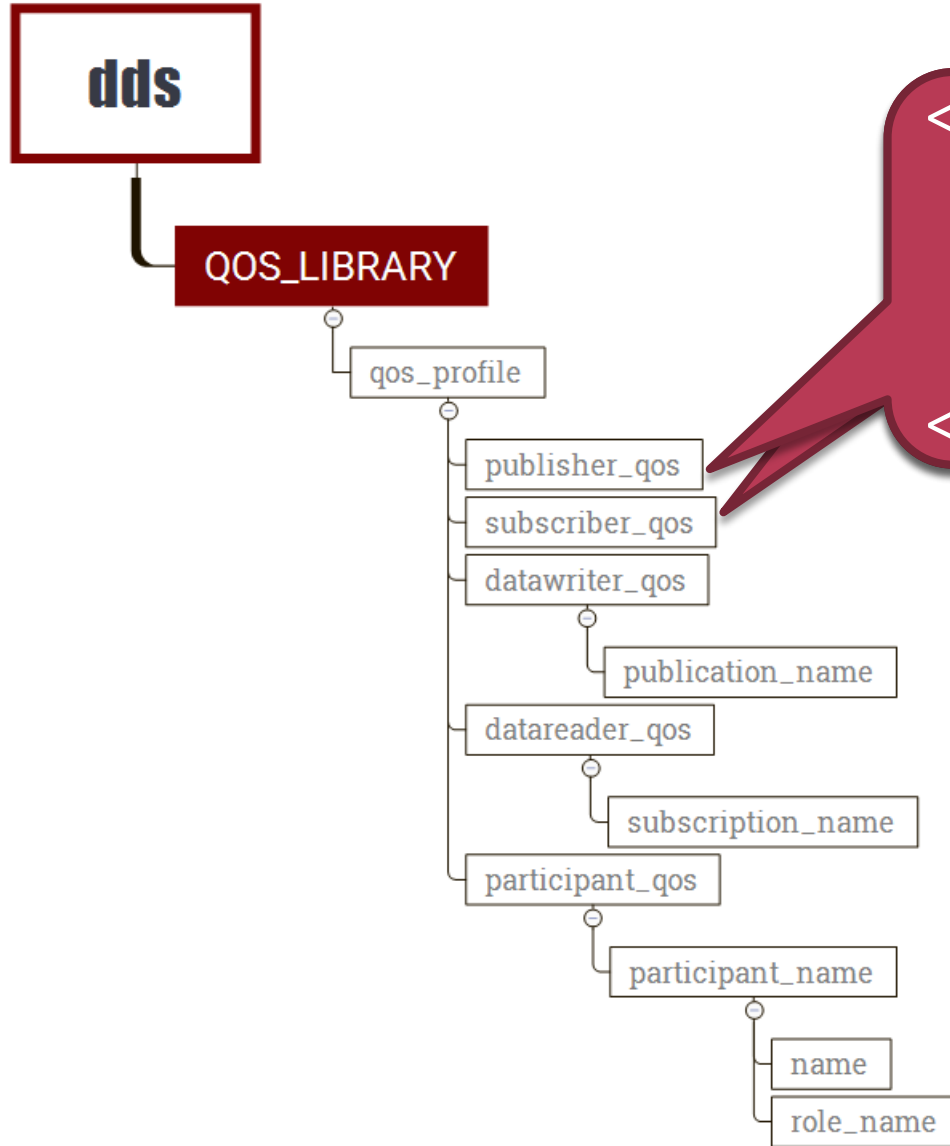 dds
QOS_LIBRARY
qos_profile
publisher_qos
subscriber_qos
datawriter_qos
publication_name
datareader_qos
subscription_name
participant_qos
participant_name
name
role_name
<
<